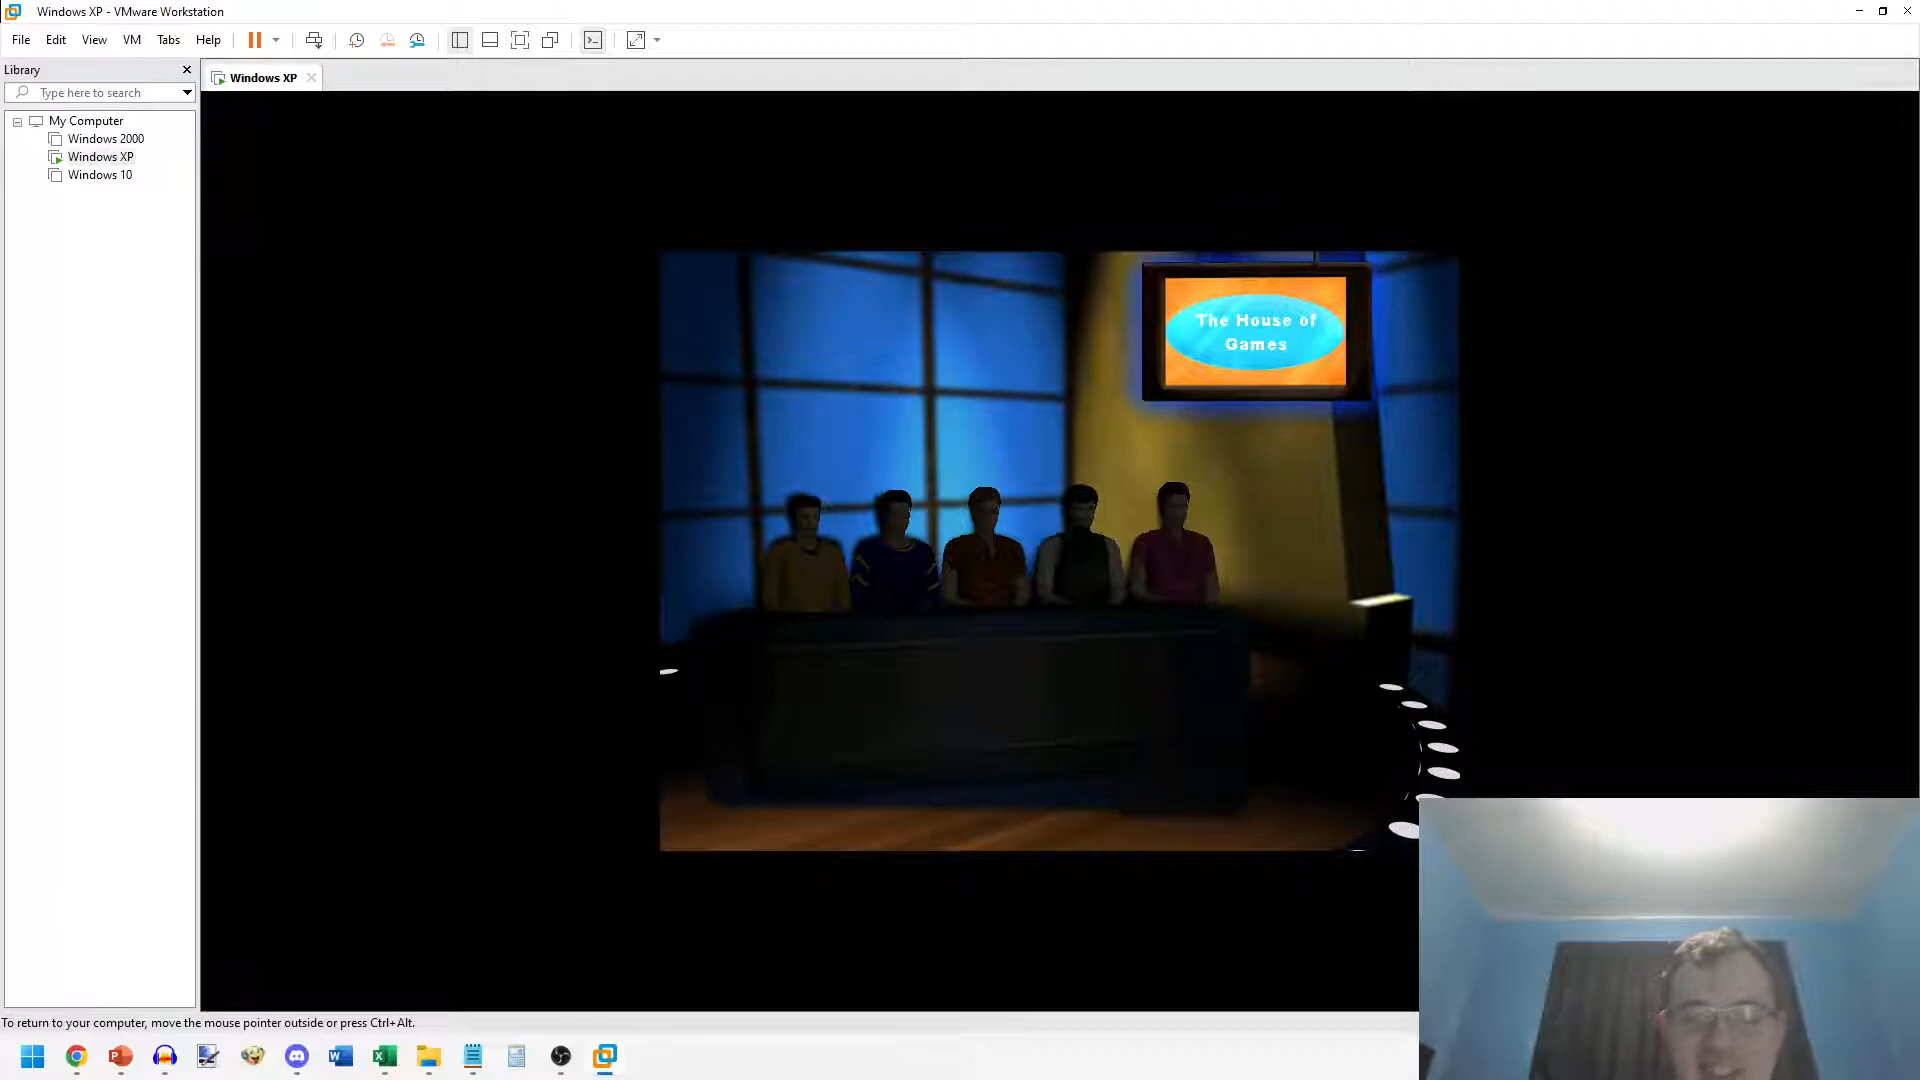 Windows XP - VMware Workstation
File Edit View VM Tabs Help
Library
Type here to search
My Computer
Windows 2000
Windows XP
Windows 10
Windows XP
The House of
Games
To return to your computer, move the mouse pointer outside or press Ctrl+Alt.